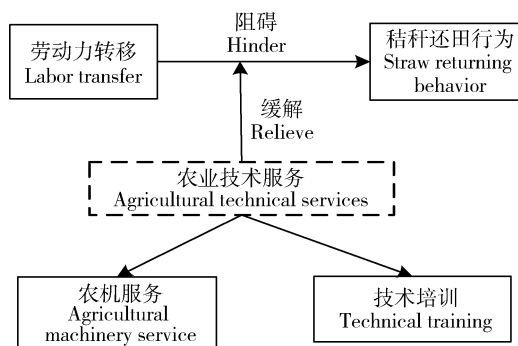 阻碍
Hinder
劳动力转移
Labor transfer
秸秆还田行为
Straw returning
behavior
缓解
Relieve
农业技术服务
Agricultural technical services
农机服务
Agricultural
machinery service
技术培训
Technical training